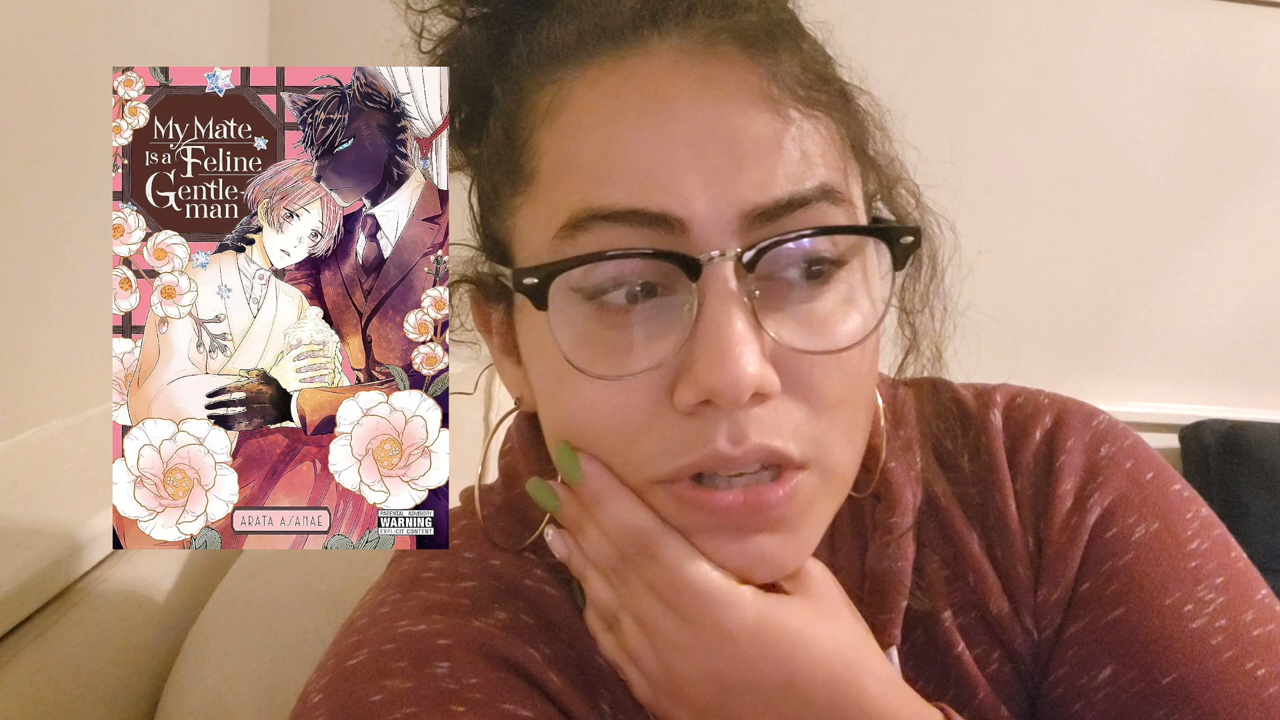 My Mate
Is a Feline
Gentle-
man
ARATA ASANAE
PARENTAL ADVISORY
WARNING
EXPLICIT CONTENT